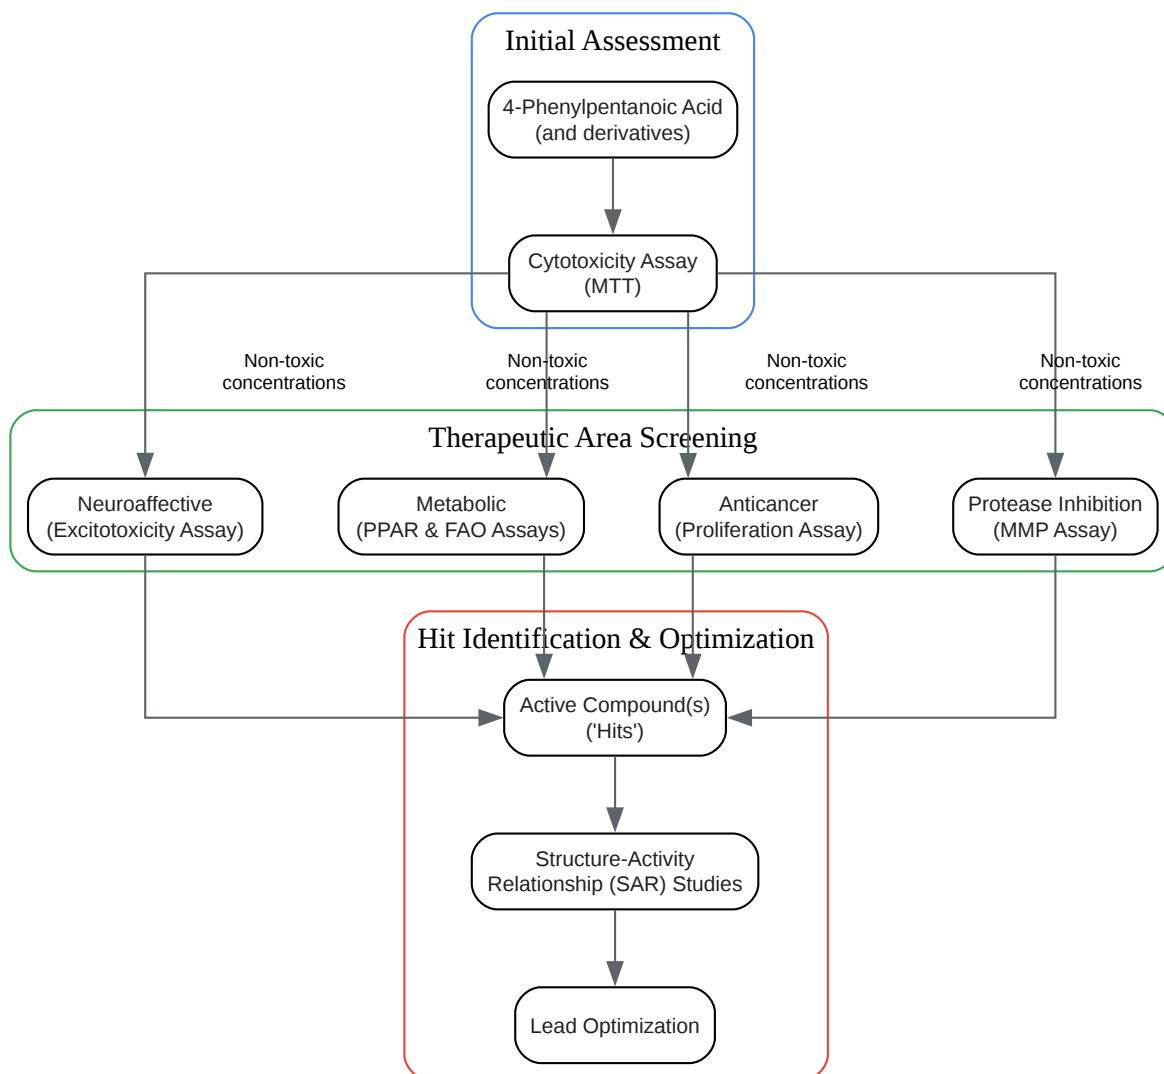 Initial Assessment
4-Phenylpentanoic Acid
(and derivatives)
Cytotoxicity Assay
(MTT)
Non-toxic
concentrations
Non-toxic
concentrations
Non-toxic
concentrations
Non-toxic
concentrations
Therapeutic Area Screening
Neuroaffective
(Excitotoxicity Assay)
Metabolic
(PPAR & FAO Assays)
Anticancer
(Proliferation Assay)
Protease Inhibition
(MMP Assay)
Hit Identification & Optimization
Active Compound(s)
('Hits')
Structure-Activity
Relationship (SAR) Studies
Lead Optimization